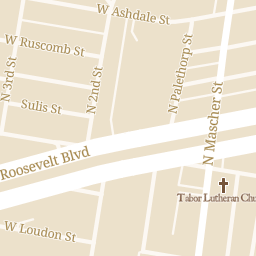 N Ashdale St
W Ruscomb St
N 3rd St
N 2nd St
N Palethorp St
Sulis St
N Mascher St
Roosevelt Blvd
Tabor Lutheran Chu
W Loudon St